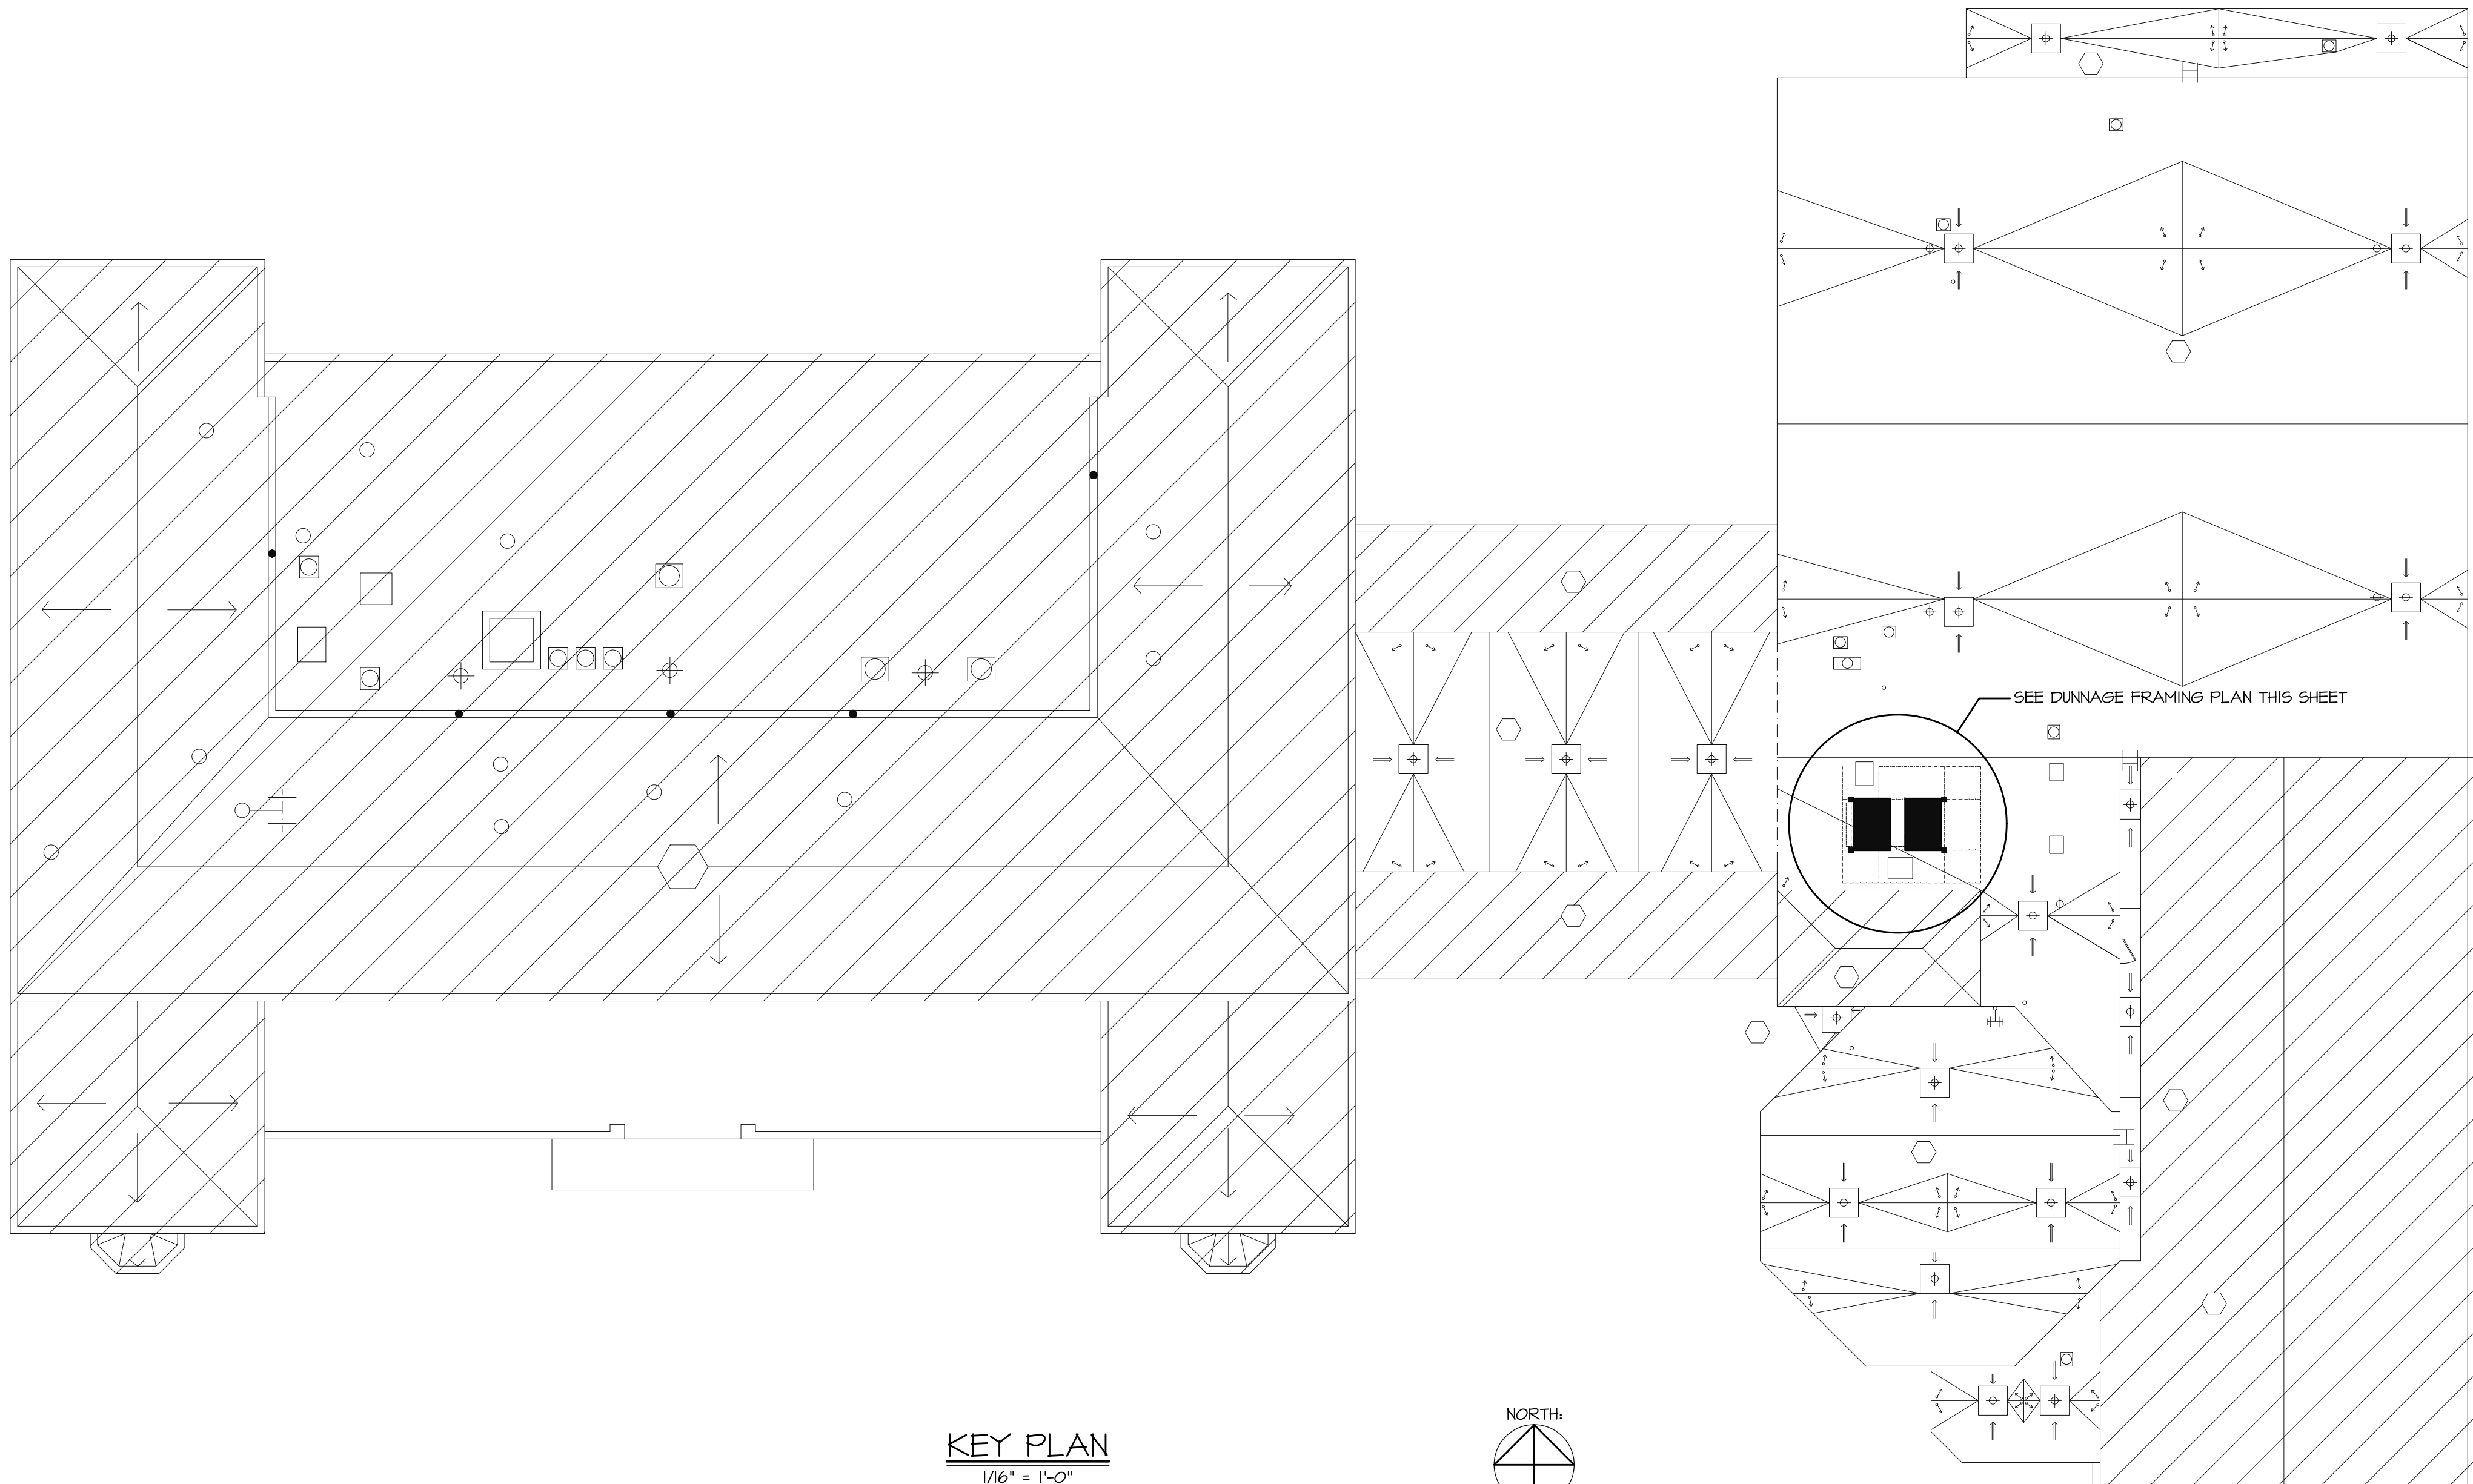 SEE DUNNAGE FRAMING PLAN THIS SHEET
NORTH:
KEY PLAN
1/16" = 1'-0"